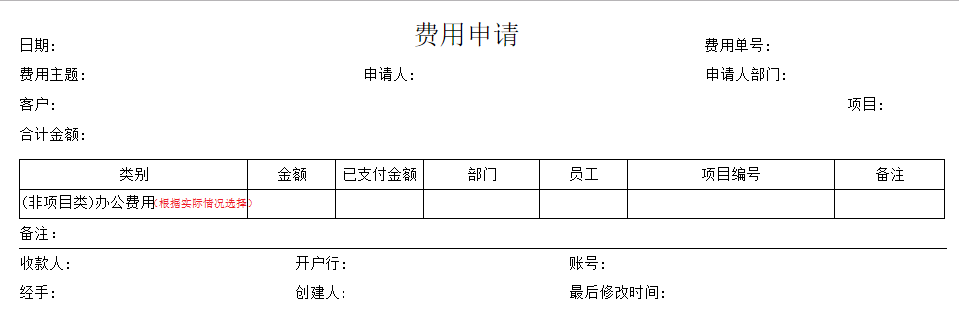 费用申请
日期： 费用单号：
费用主题： 申请人： 申请人部门：
客户： 项目：
合计金额：
类别 金额 已支付金额 部门 员工 项目编号 备注
(非项目类)办公费用(根据实际情况选择)
备注：
收款人： 开户行： 账号：
经手： 创建人： 最后修改时间：